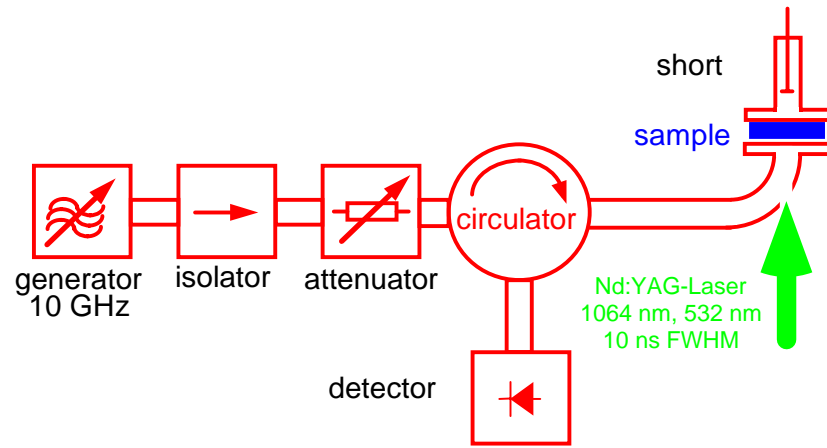 short
sample
circulator
generator
10 GHz
isolator
attenuator
Nd:YAG-Laser
1064 nm, 532 nm
10 ns FWHM
detector